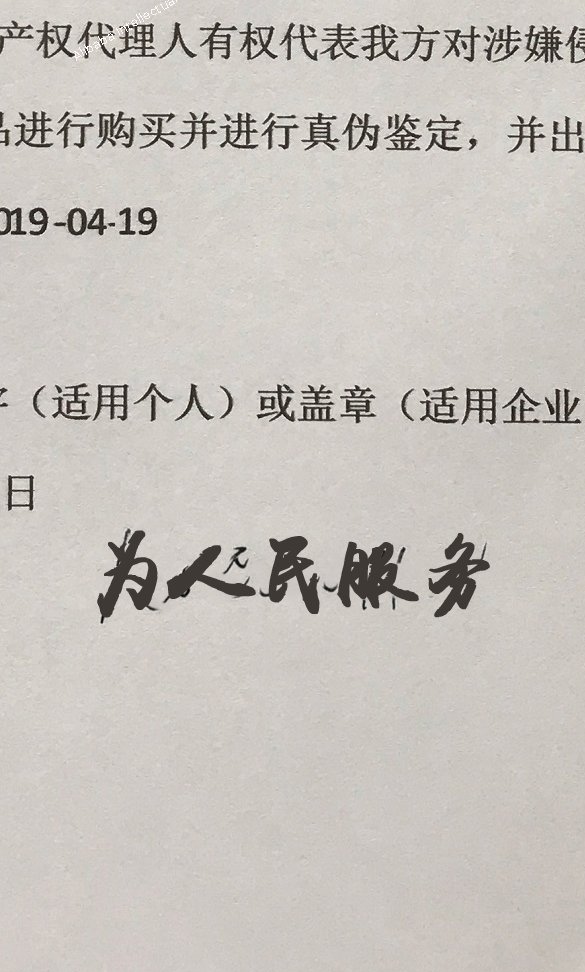 产权代理人有权代表我方对涉嫌侵
品进行购买并进行真伪鉴定，并出
019-04-19
字（适用个人）或盖章（适用企业
日
为人民服务